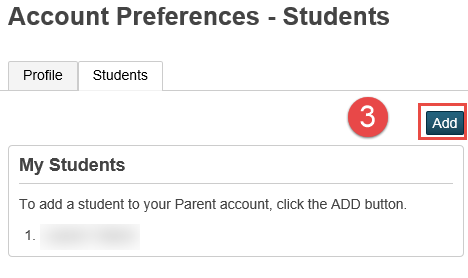 Account Preferences - Students
Profile Students
3 Add
My Students
To add a student to your Parent account, click the ADD button.
1.